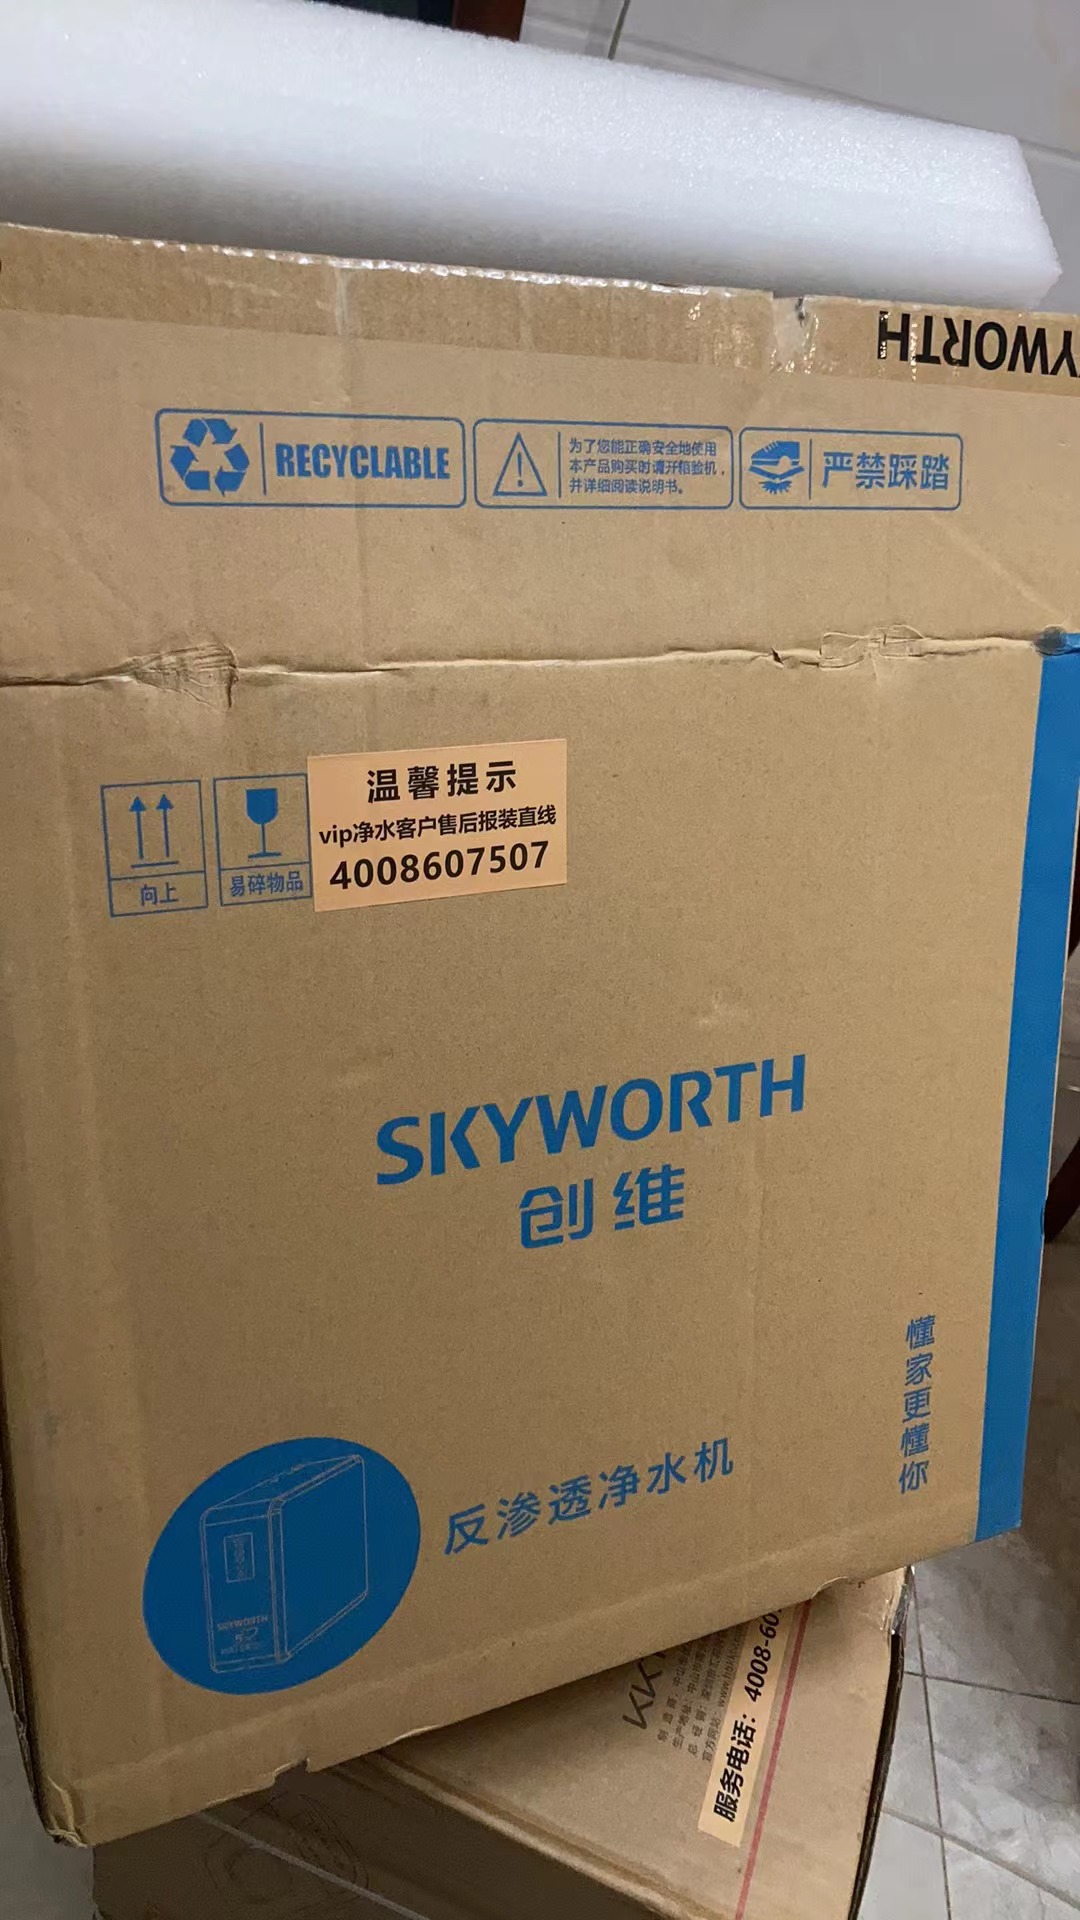 SKYWORTH
RECYCLABLE
为了您能正确安全地使用
本产品购买时请开箱验机，
并详细阅读说明书。
严禁踩踏
向上
易碎物品
温馨提示
vip净水客户售后报装直线
4008607507
SKYWORTH
创维
懂家更懂你
反渗透净水机
SKYWORTH
服务电话：4008-60